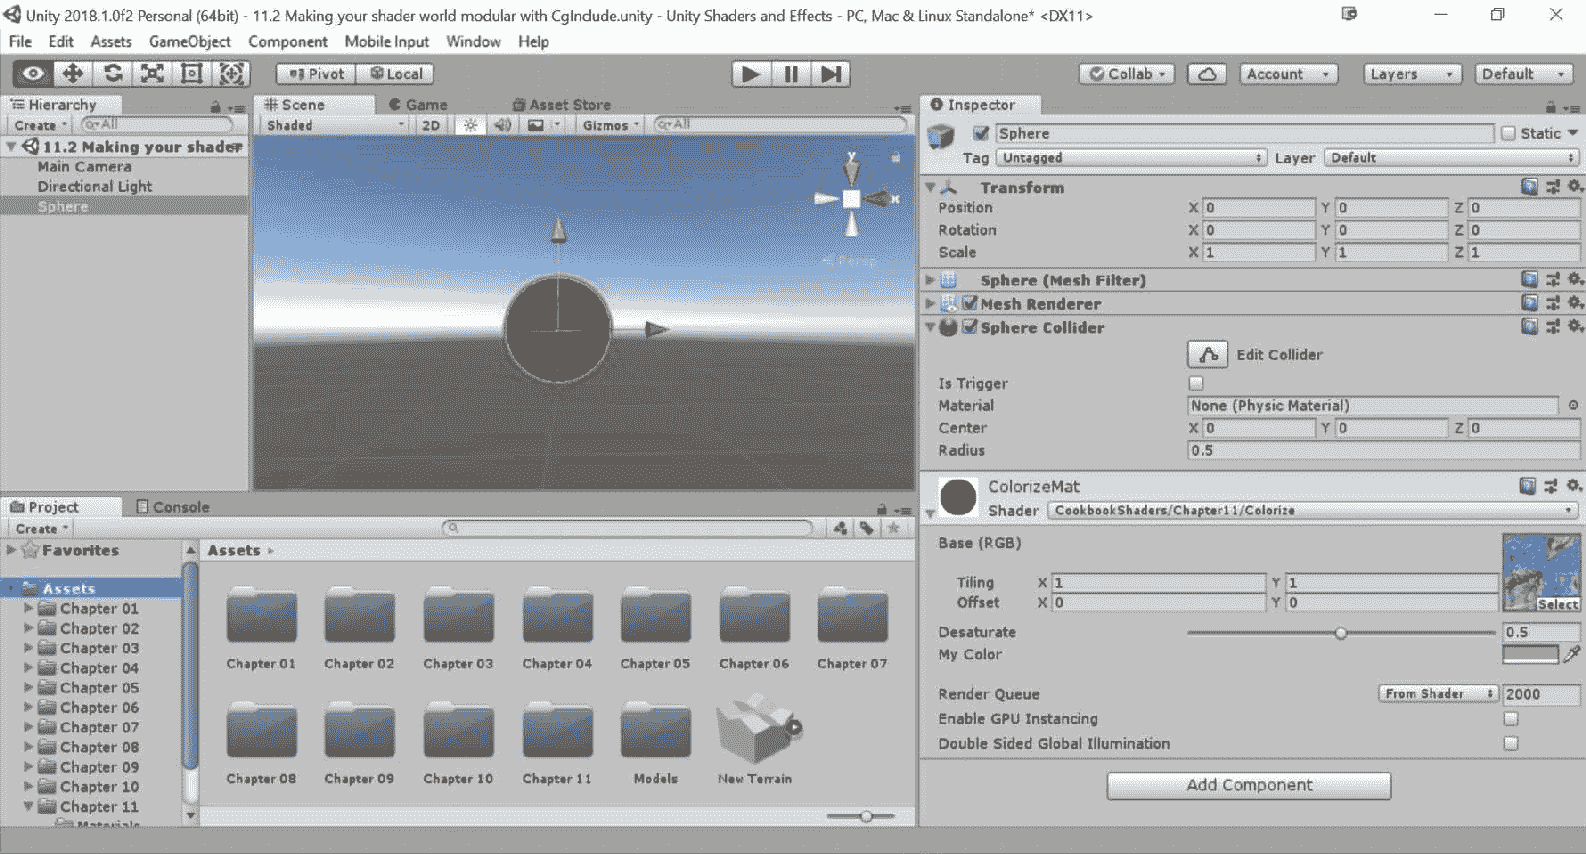 Unity 2018.1.0f2 Personal (64bit) - 11.2 Making your shader world modular with CgInclude.unity - Unity Shaders and Effects - PC, Mac & Linux Standalone* <DX11>
File Edit Assets GameObject Component Mobile Input Window Help
Pivot Local Collab Account Layers Default
Hierarchy
Create All
11.2 Making your shader
Main Camera
Directional Light
Sphere
Scene Game Asset Store
Shaded 2D Gizmos All
y
x
Persp
Project Console
Create
Favorites
Assets
Chapter 01
Chapter 02
Chapter 03
Chapter 04
Chapter 05
Chapter 06
Chapter 07
Chapter 08
Chapter 09
Chapter 10
Chapter 11
Materials
Assets
Chapter 01 Chapter 02 Chapter 03 Chapter 04 Chapter 05 Chapter 06 Chapter 07
Chapter 08 Chapter 09 Chapter 10 Chapter 11 Models New Terrain
Inspector
Sphere Static
Tag Untagged Layer Default
Transform
Position X 0 Y 0 Z 0
Rotation X 0 Y 0 Z 0
Scale X 1 Y 1 Z 1
Sphere (Mesh Filter)
Mesh Renderer
Sphere Collider
Edit Collider
Is Trigger
Material None (Physic Material)
Center X 0 Y 0 Z 0
Radius 0.5
ColorizeMat
Shader CookbookShaders/Chapter11/Colorize
Base (RGB)
Tiling X 1 Y 1
Offset X 0 Y 0
Select
Desaturate 0.5
My Color
Render Queue From Shader 2000
Enable GPU Instancing
Double Sided Global Illumination
Add Component